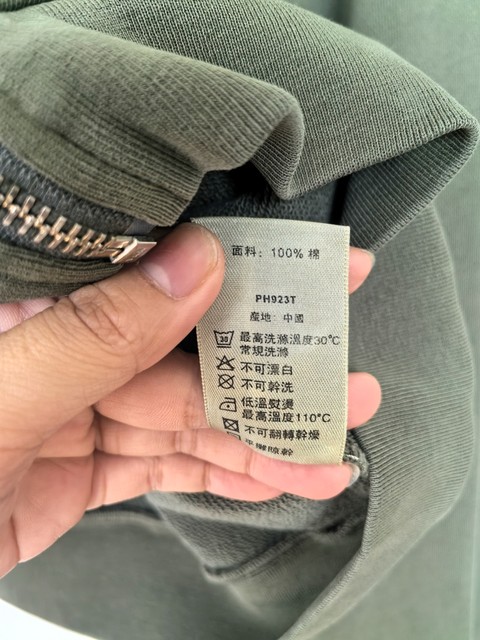 面料：100% 棉
PH923T
產地：中國
30
最高洗滌溫度30°C
常規洗滌
不可漂白
不可幹洗
低溫熨燙
最高溫度110°C
不可翻轉幹燥